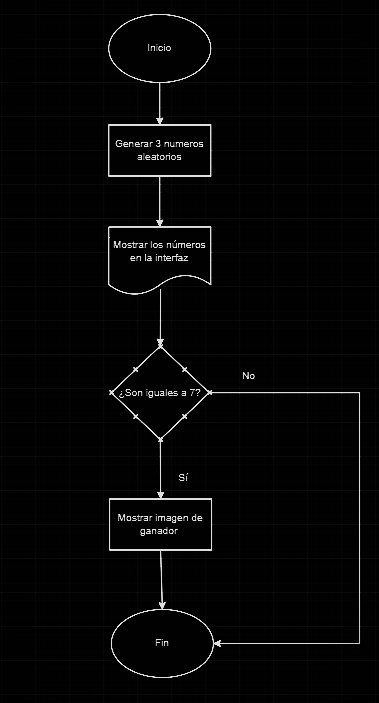 Inicio
Generar 3 numeros
aleatorios
Mostrar los números
en la interfaz
No
¿Son iguales a 7?
Sí
Mostrar imagen de
ganador
Fin